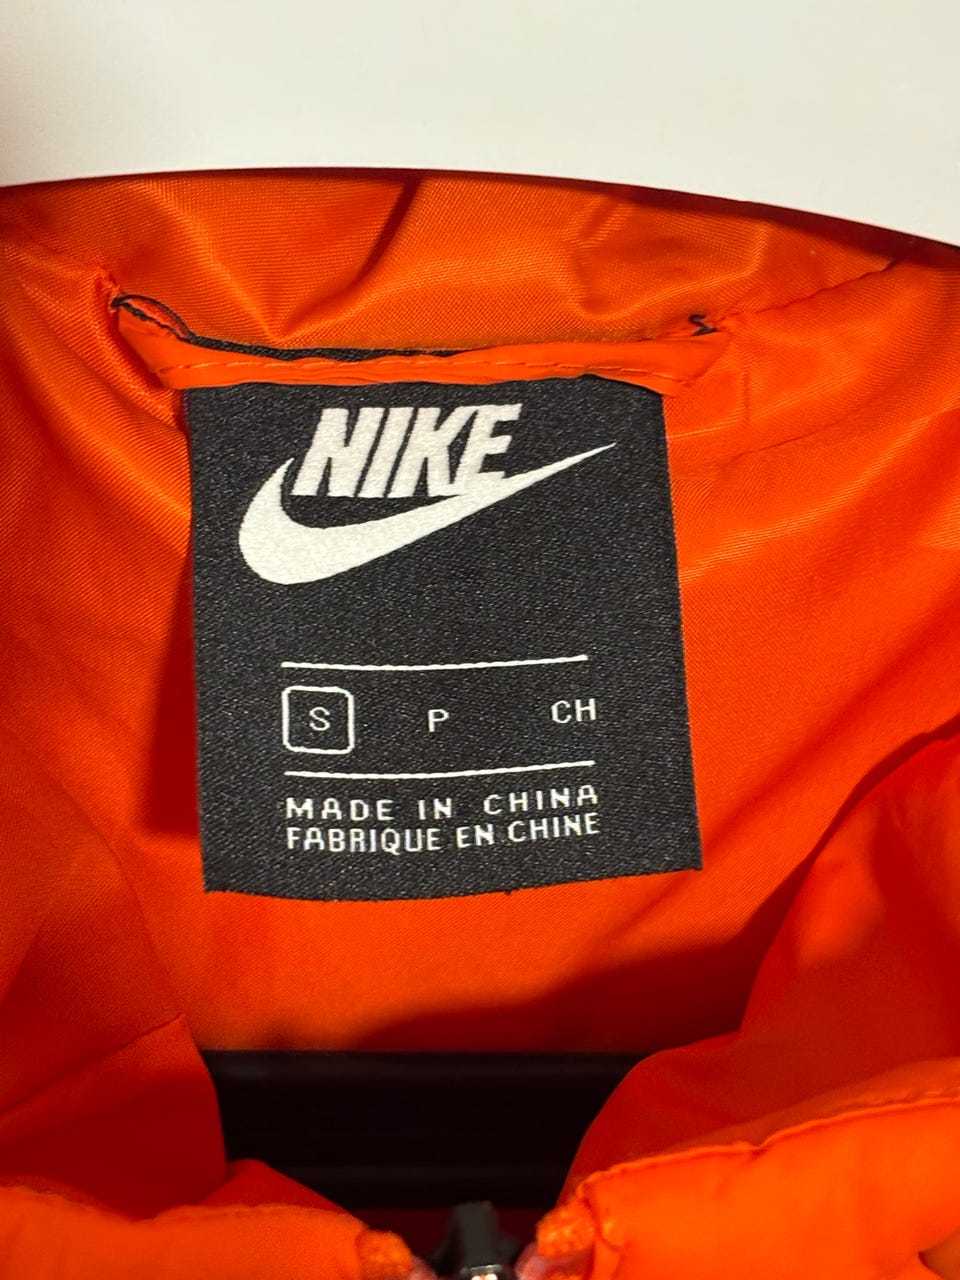 NIKE
S P CH
MADE IN CHINA
FABRIQUE EN CHINE